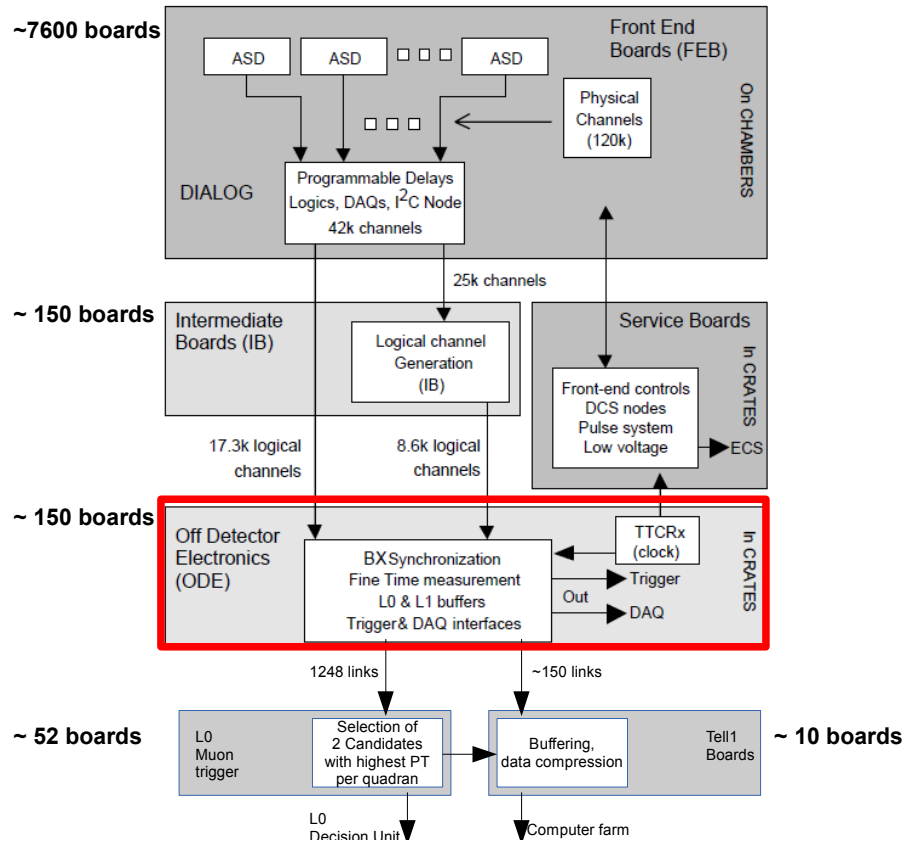 ~7600 boards
Front End
Boards (FEB)
ASD
ASD
ASD
On CHAMBERS
Physical
Channels
(120k)
DIALOG
Programmable Delays
Logics, DAQs, I2C Node
42k channels
25k channels
~ 150 boards
Intermediate
Boards (IB)
Logical channel
Generation
(IB)
Service Boards
In CRATES
Front-end controls
DCS nodes
Pulse system
Low voltage
ECS
17.3k logical
channels
8.6k logical
channels
~ 150 boards
Off Detector
Electronics
(ODE)
BXSynchronization
Fine Time measurement
L0 & L1 buffers
Trigger& DAQ interfaces
TTCRx
(clock)
Trigger
Out
DAQ
In CRATES
1248 links
~150 links
~ 52 boards
L0
Muon
trigger
Selection of
2 Candidates
with highest PT
per quadran
Buffering,
data compression
Tell1
Boards
~ 10 boards
L0
Decision Unit
Computer farm